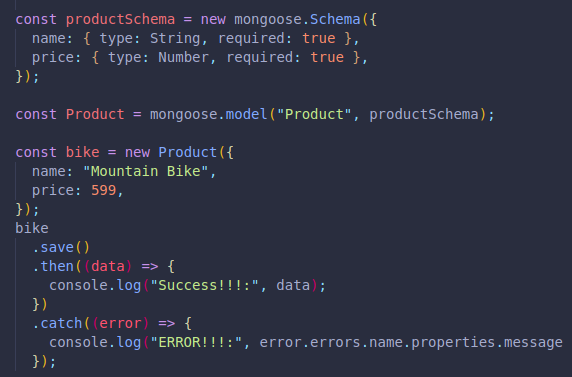 const productSchema = new mongoose.Schema({
  name: { type: String, required: true },
  price: { type: Number, required: true },
});

const Product = mongoose.model("Product", productSchema);

const bike = new Product({
  name: "Mountain Bike",
  price: 599,
});
bike
  .save()
  .then((data) => {
    console.log("Success!!!:", data);
  })
  .catch((error) => {
    console.log("ERROR!!!:", error.errors.name.properties.message
  });